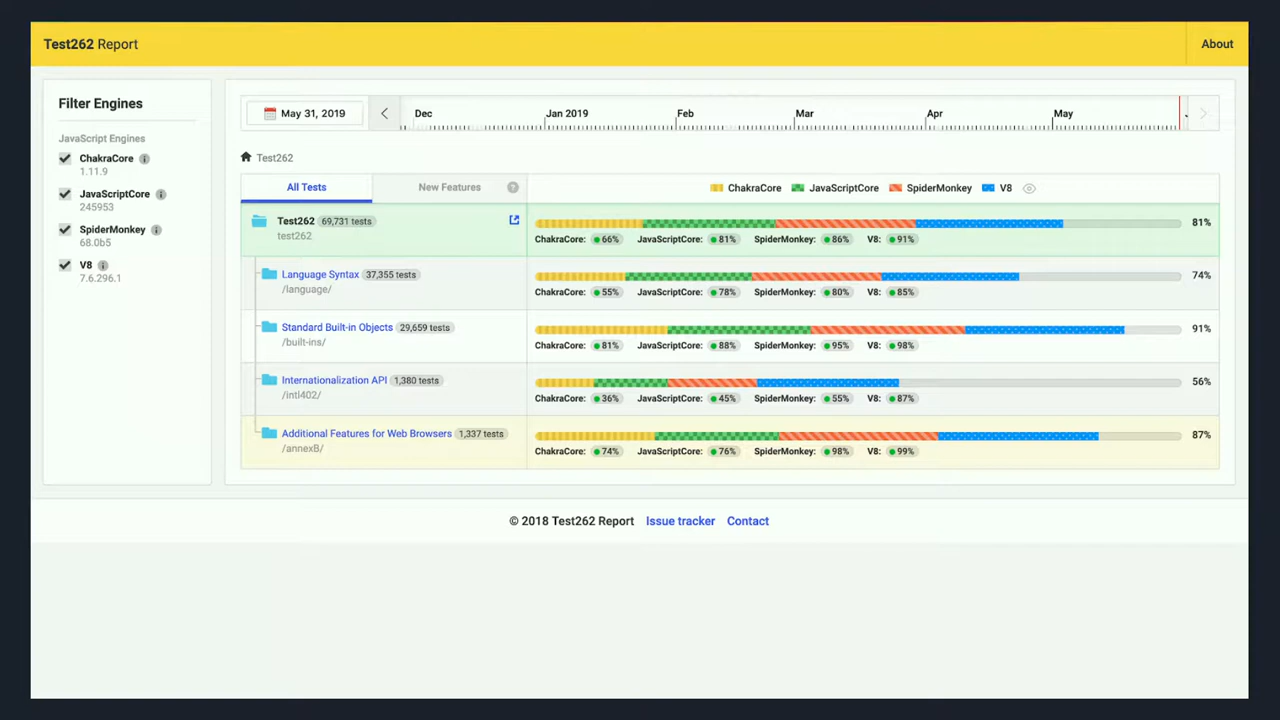 Test262 Report
About
Filter Engines
JavaScript Engines
ChakraCore
1.11.9
JavaScriptCore
245953
SpiderMonkey
68.0b5
V8
7.6.296.1
May 31, 2019
Dec
Jan 2019
Feb
Mar
Apr
May
Test262
All Tests
New Features
?
ChakraCore JavaScriptCore SpiderMonkey V8
Test262 69,731 tests
test262
81%
ChakraCore: 66% JavaScriptCore: 81% SpiderMonkey: 86% V8: 91%
Language Syntax 37,355 tests
/language/
74%
ChakraCore: 55% JavaScriptCore: 78% SpiderMonkey: 80% V8: 85%
Standard Built-in Objects 29,659 tests
/built-ins/
91%
ChakraCore: 81% JavaScriptCore: 88% SpiderMonkey: 95% V8: 98%
Internationalization API 1,380 tests
/intl402/
56%
ChakraCore: 36% JavaScriptCore: 45% SpiderMonkey: 55% V8: 87%
Additional Features for Web Browsers 1,337 tests
/annexB/
87%
ChakraCore: 74% JavaScriptCore: 76% SpiderMonkey: 98% V8: 99%
© 2018 Test262 Report Issue tracker Contact